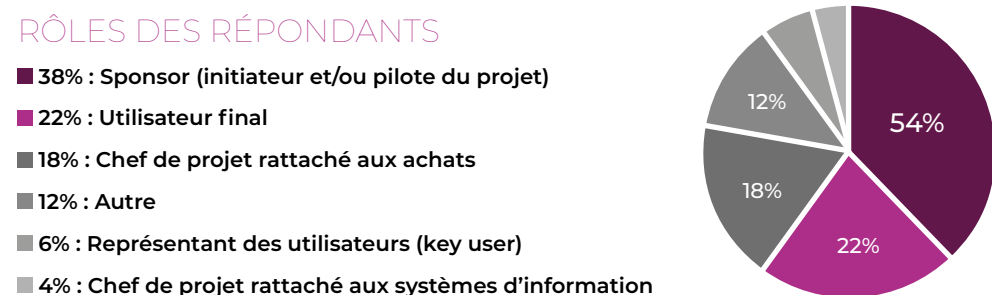 RÔLES DES RÉPONDANTS
38% : Sponsor (initiateur et/ou pilote du projet)
22% : Utilisateur final
18% : Chef de projet rattaché aux achats
12% : Autre
6% : Représentant des utilisateurs (key user)
4% : Chef de projet rattaché aux systèmes d’information
12%
54%
18%
22%